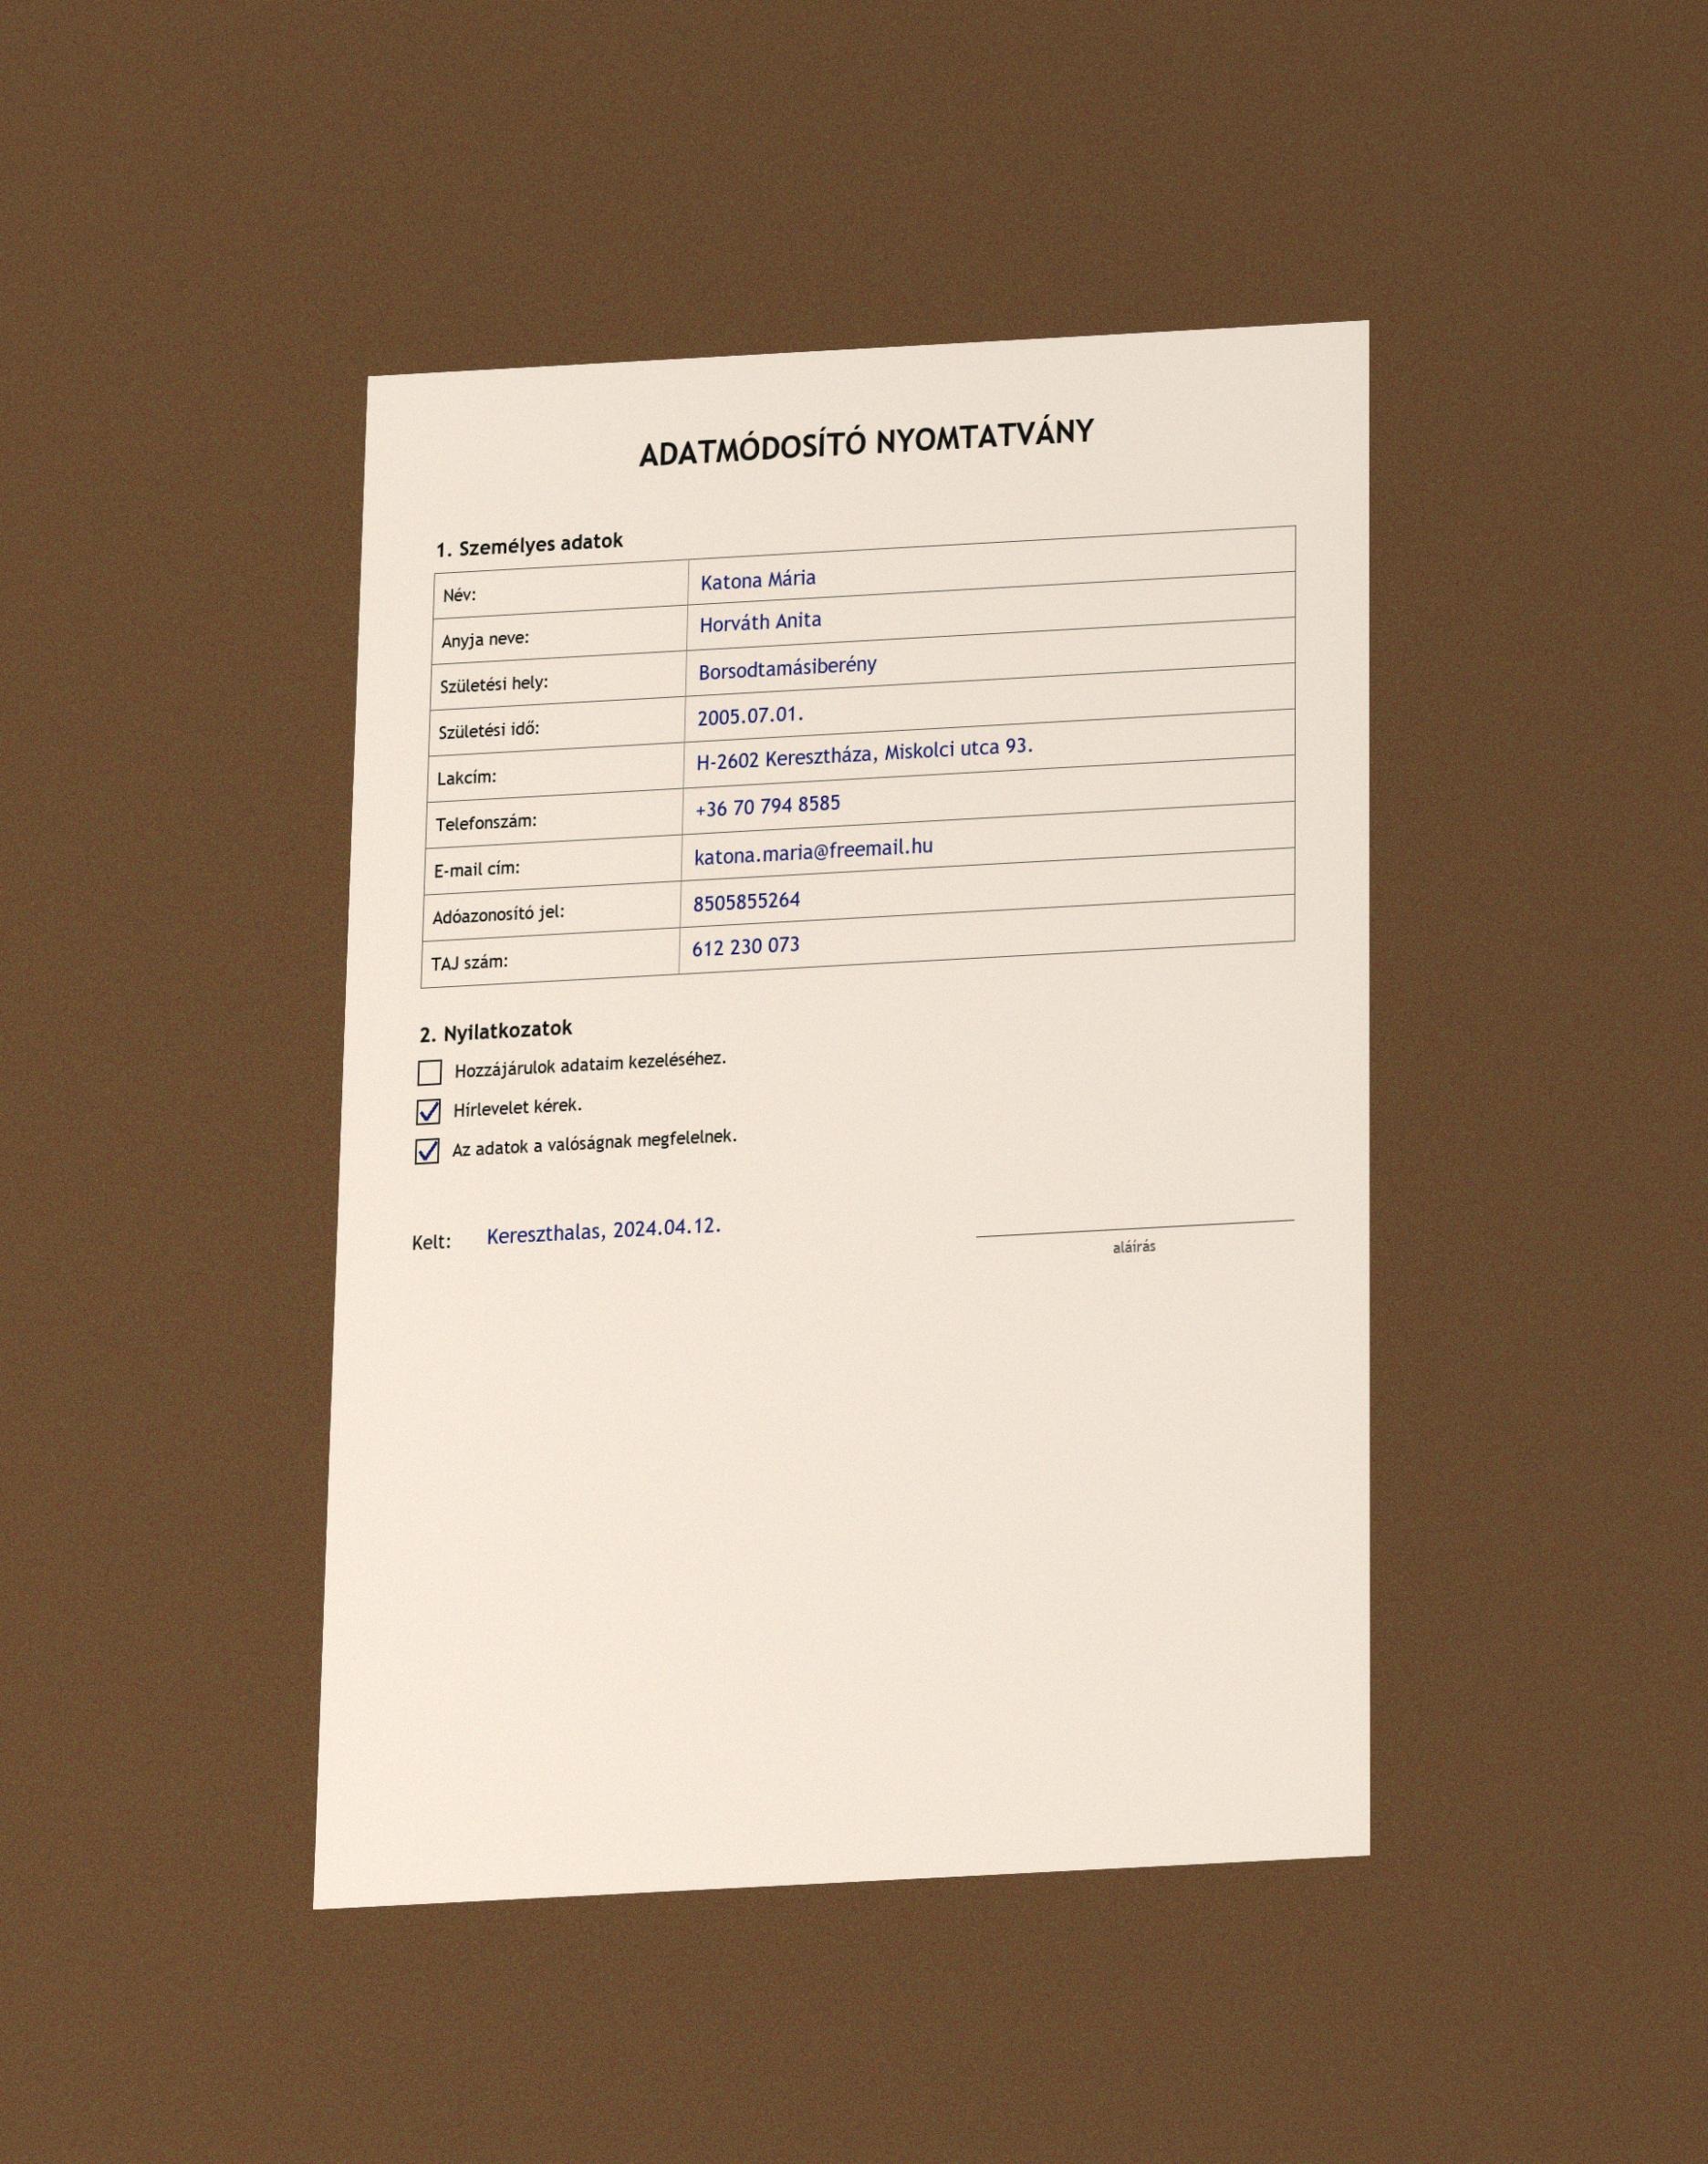 ADATMÓDOSÍTÓ NYOMTATVÁNY
1. Személyes adatok
Név: Katona Mária
Anyja neve: Horváth Anita
Születési hely: Borsodtamásiberény
Születési idő: 2005.07.01.
Lakcím: H-2602 Keresztháza, Miskolci utca 93.
Telefonszám: +36 70 794 8585
E-mail cím: katona.maria@freemail.hu
Adóazonosító jel: 8505855264
TAJ szám: 612 230 073
2. Nyilatkozatok
Hozzájárulok adataim kezeléséhez.
Hírlevelet kérek.
Az adatok a valóságnak megfelelnek.
Kelt: Kereszthalas, 2024.04.12.
aláírás